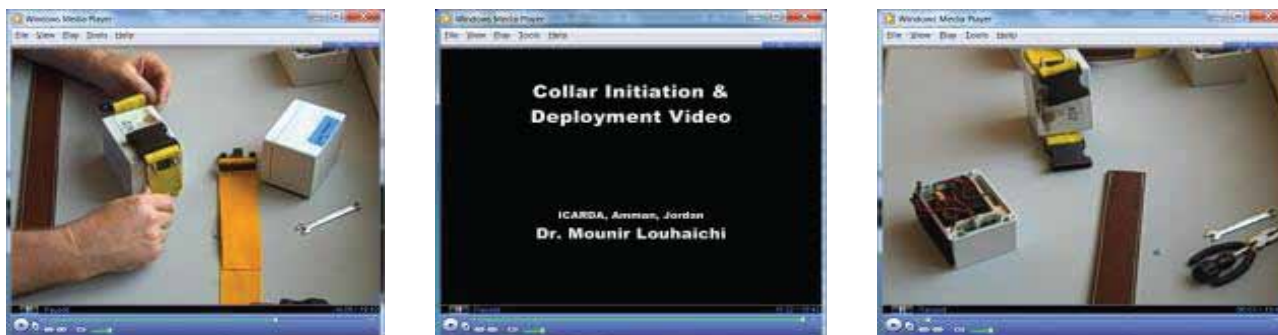 Windows Media Player
File View Play Tools Help
Windows Media Player
File View Play Tools Help
Collar Initiation &
Deployment Video
ICARDA, Amman, Jordan
Dr. Mounir Louhaichi
Windows Media Player
File View Play Tools Help